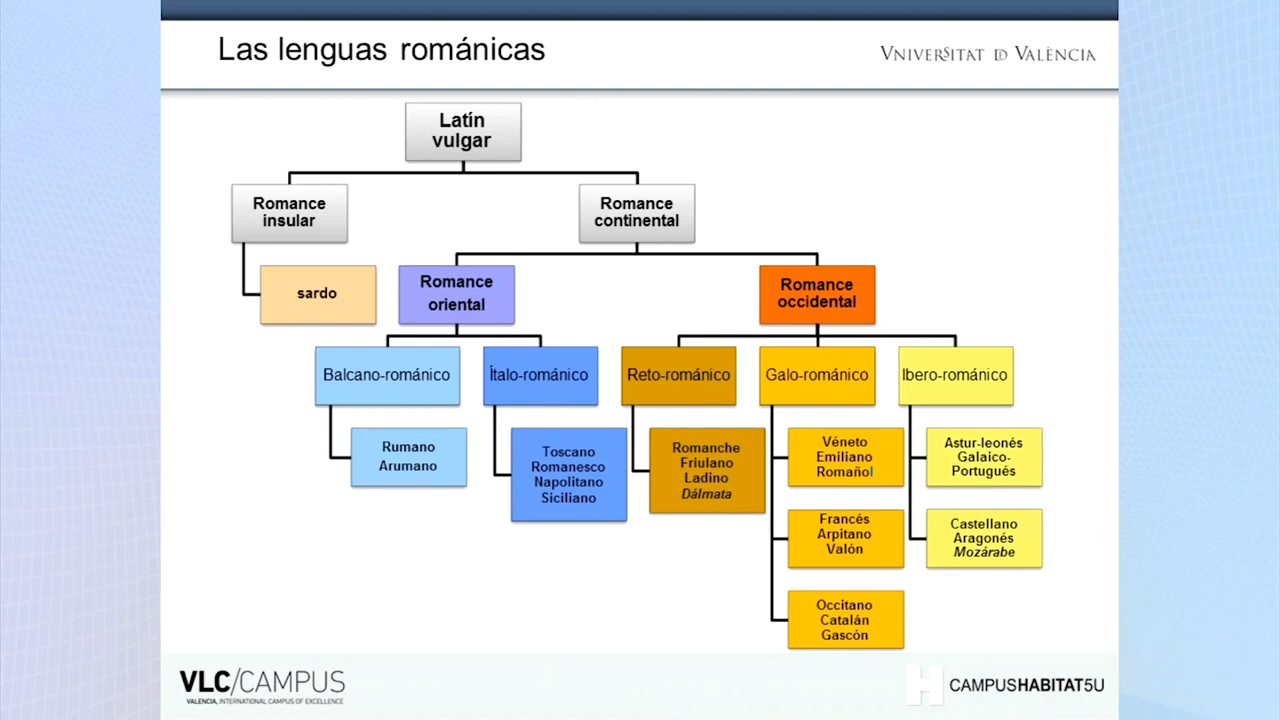 Las lenguas románicas
VNIVERSITAT DE VALÈNCIA
Latín
vulgar
Romance
insular
Romance
continental
sardo
Romance
oriental
Romance
occidental
Balcano-románico
Ítalo-románico
Reto-románico
Galo-románico
Ibero-románico
Rumano
Arumano
Toscano
Romanesco
Napolitano
Siciliano
Romanche
Friulano
Ladino
Dálmata
Véneto
Emiliano
Romañol
Francés
Arpitano
Valón
Occitano
Catalán
Gascón
Astur-leonés
Galaico-
Portugués
Castellano
Aragonés
Mozárabe
VLC/CAMPUS
VALENCIA, INTERNATIONAL CAMPUS OF EXCELLENCE
H
CAMPUSHABITAT5U